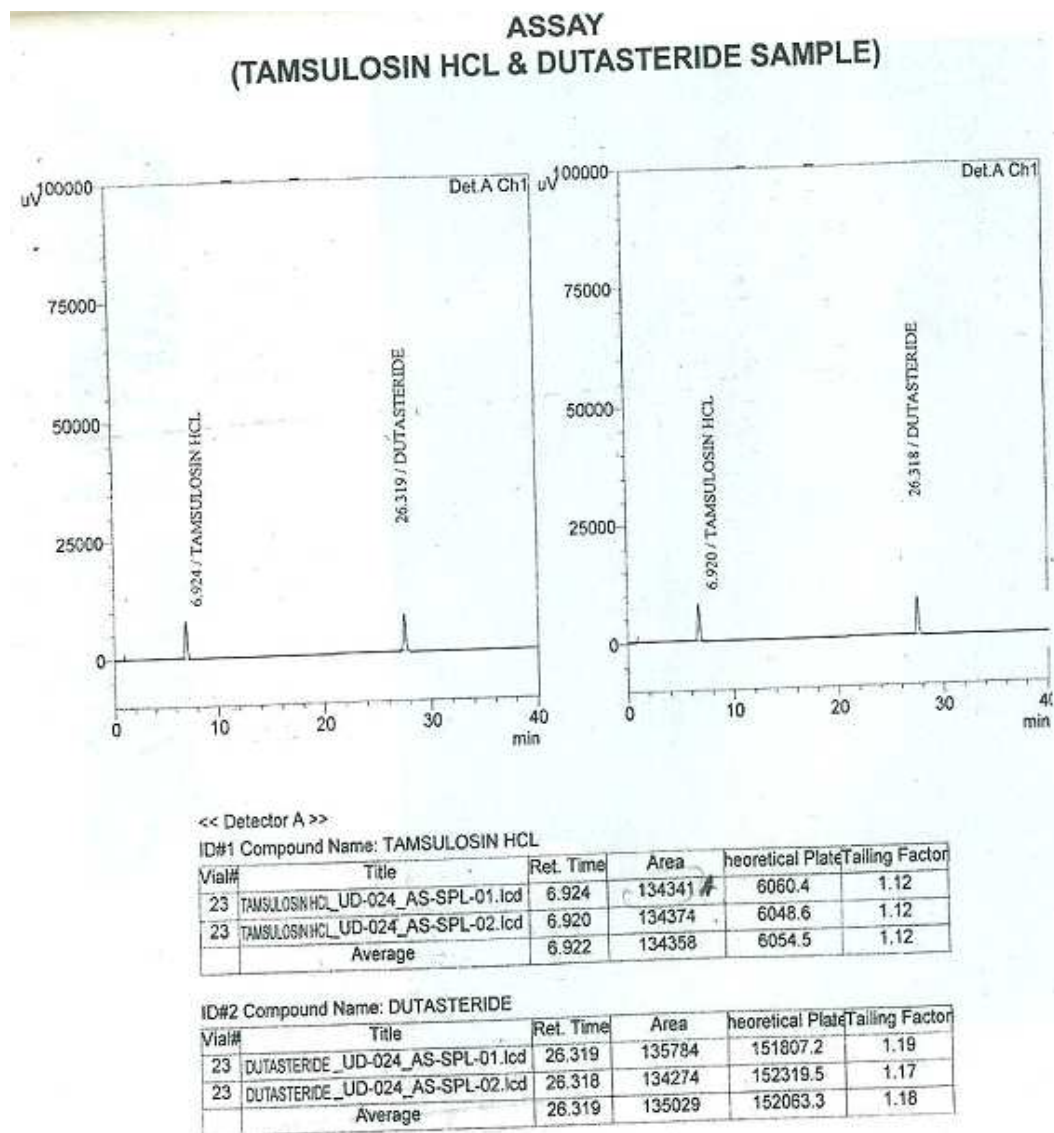 ASSAY
(TAMSULOSIN HCL & DUTASTERIDE SAMPLE)
uV
100000
Det.A Ch1
75000
50000
25000
0
6.924 / TAMSULOSIN HCL
26.319 / DUTASTERIDE
0 10 20 30 40
min
uV
100000
Det.A Ch1
75000
50000
25000
0
6.920 / TAMSULOSIN HCL
26.318 / DUTASTERIDE
0 10 20 30 40
min
<< Detector A >>
ID#1 Compound Name: TAMSULOSIN HCL
Vial# Title Ret. Time Area heoretical Plate Tailing Factor
23 TAMSULOSIN HCL_UD-024_AS-SPL-01.lcd 6.924 134341 # 6060.4 1.12
23 TAMSULOSIN HCL_UD-024_AS-SPL-02.lcd 6.920 134374 6048.6 1.12
Average 6.922 134358 6054.5 1.12
ID#2 Compound Name: DUTASTERIDE
Vial# Title Ret. Time Area heoretical Plate Tailing Factor
23 DUTASTERIDE_UD-024_AS-SPL-01.lcd 26.319 135784 151807.2 1.19
23 DUTASTERIDE_UD-024_AS-SPL-02.lcd 26.318 134274 152319.5 1.17
Average 26.319 135029 152063.3 1.18